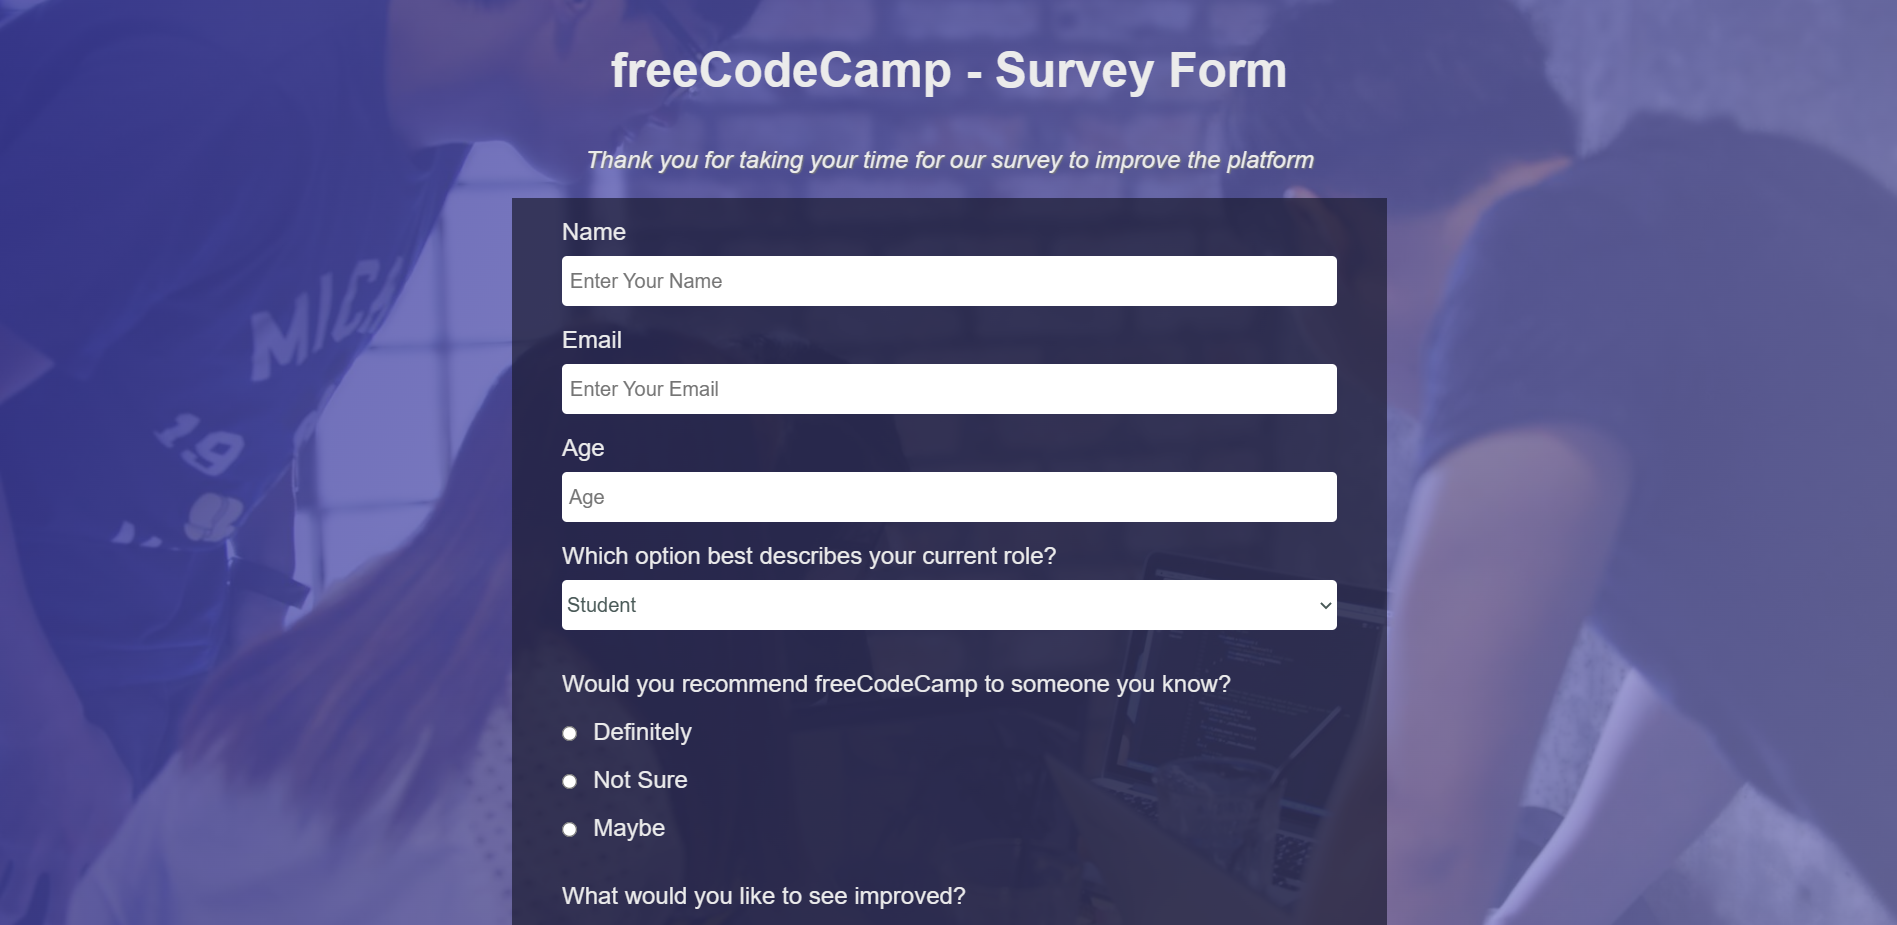 freeCodeCamp - Survey Form
Thank you for taking your time for our survey to improve the platform
Name
Enter Your Name
Email
Enter Your Email
Age
Age
Which option best describes your current role?
Student
Would you recommend freeCodeCamp to someone you know?
Definitely
Not Sure
Maybe
What would you like to see improved?
MICH
19